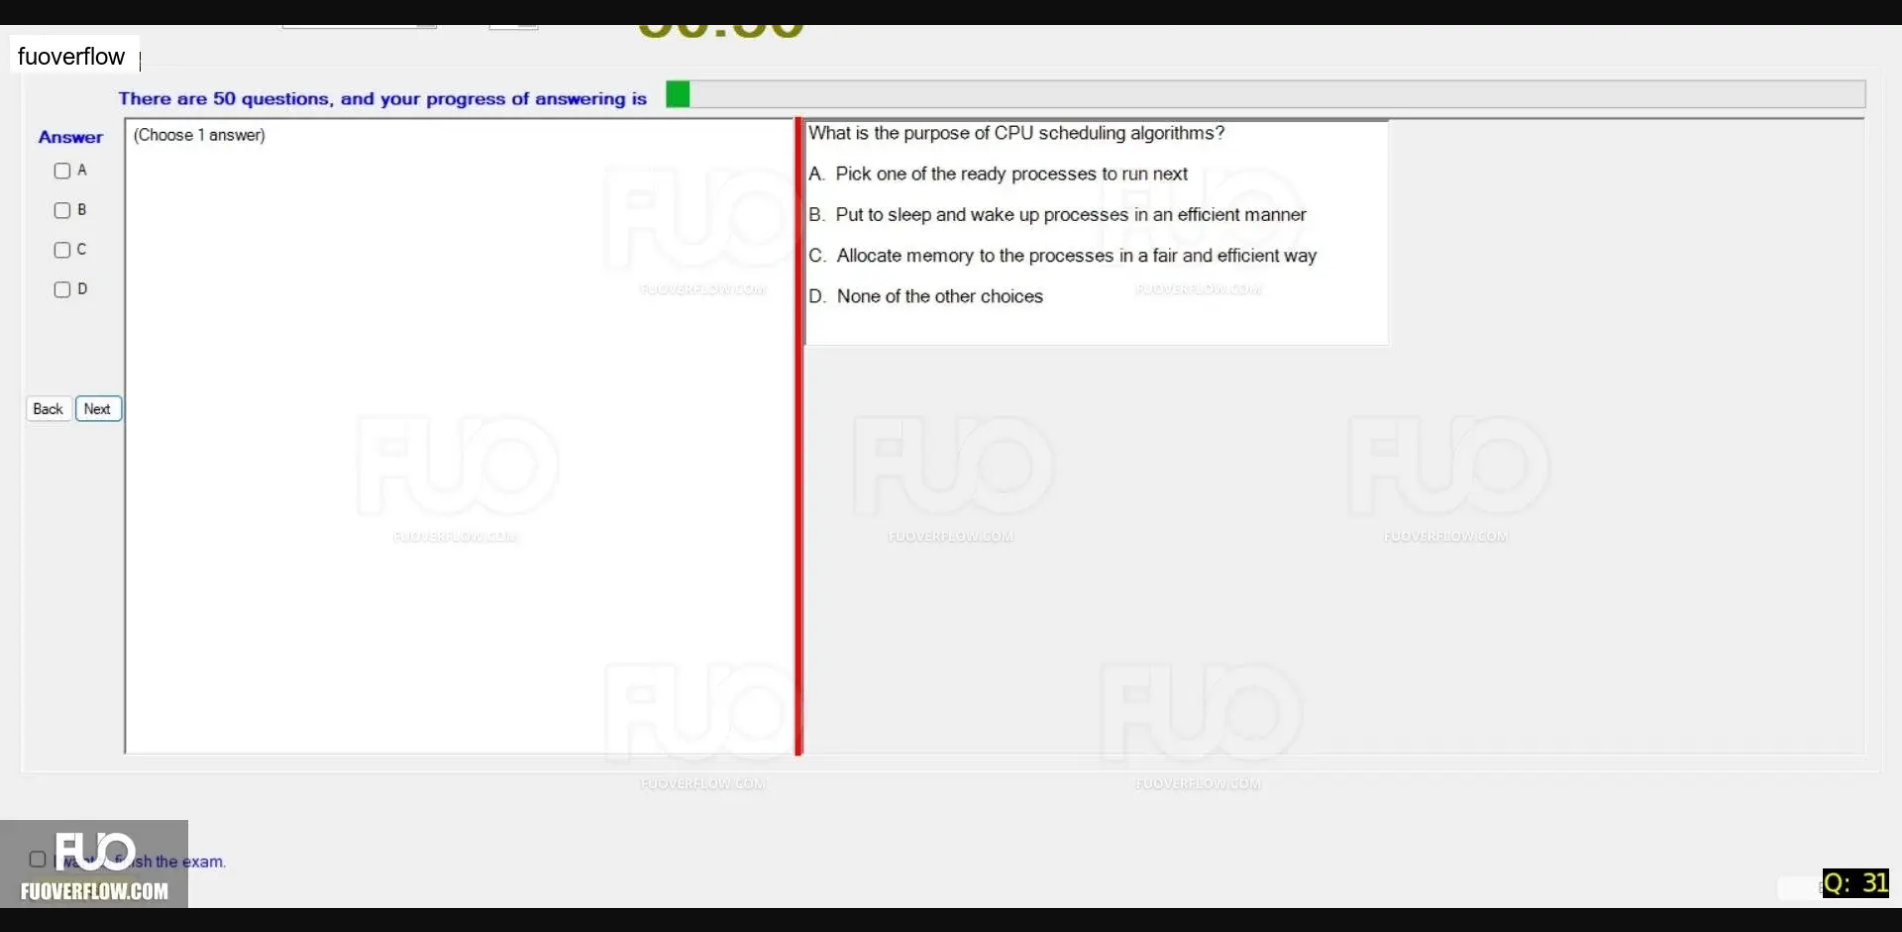 fuoverflow
There are 50 questions, and your progress of answering is
Answer
(Choose 1 answer)
A
B
C
D
Back
Next
What is the purpose of CPU scheduling algorithms?
A. Pick one of the ready processes to run next
B. Put to sleep and wake up processes in an efficient manner
C. Allocate memory to the processes in a fair and efficient way
D. None of the other choices
FUO
FUOVERFLOW.COM
FUO
FUOVERFLOW.COM
FUO
FUOVERFLOW.COM
FUO
FUOVERFLOW.COM
FUO
FUOVERFLOW.COM
FUO
FUOVERFLOW.COM
FUO
FUOVERFLOW.COM
the exam.
FUO
FUOVERFLOW.COM
Q: 31